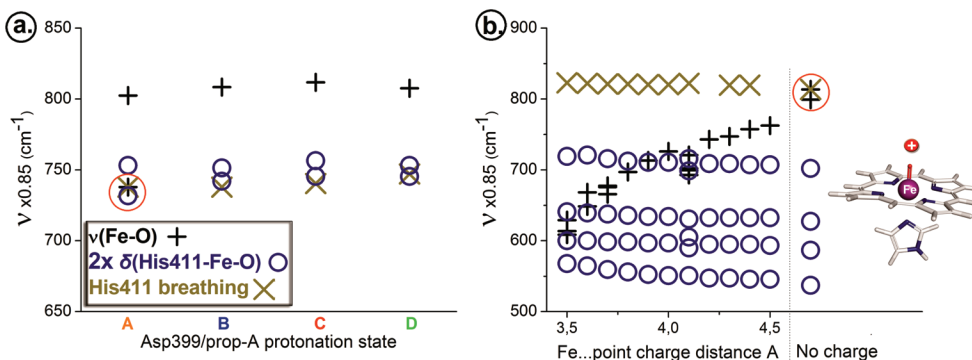 a.
850
800
750
700
650
ν x0.85 (cm⁻¹)
ν(Fe-O) +
2x δ(His411-Fe-O) O
His411 breathing X
A B C D
Asp399/prop-A protonation state
b.
900
800
700
600
500
ν x0.85 (cm⁻¹)
3,5 4,0 4,5
Fe...point charge distance A
No charge
+
Fe